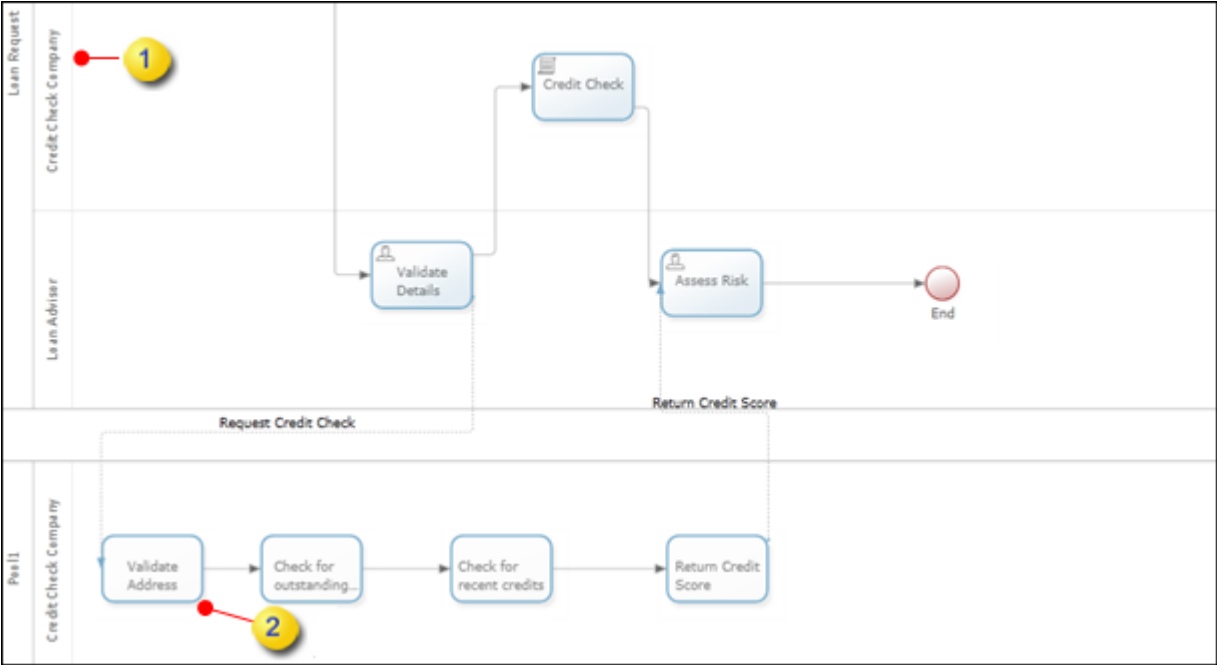 Loan Request
Credit Check Company
1
Credit Check
Loan Adviser
Validate
Details
Assess Risk
End
Return Credit Score
Request Credit Check
Pool1
Credit Check Company
Validate
Address
Check for
outstanding...
Check for
recent credits
Return Credit
Score
2